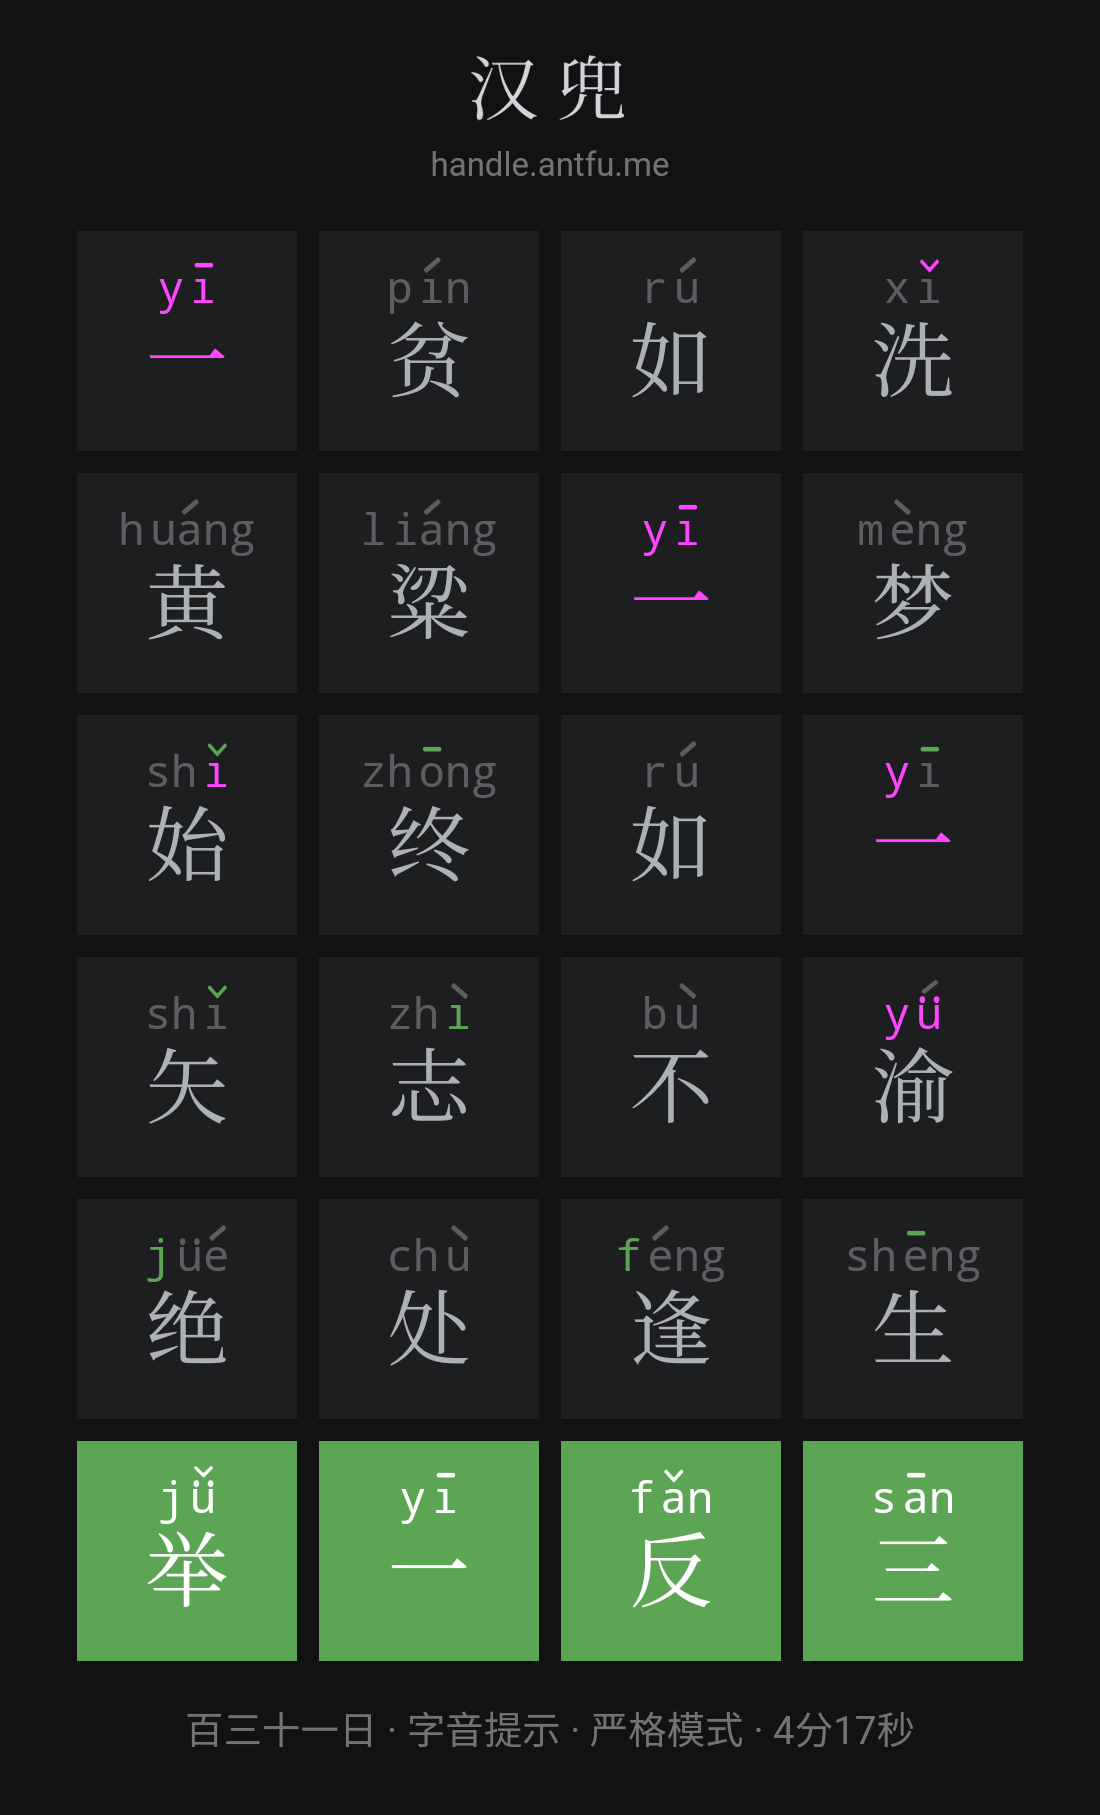 汉兜
handle.antfu.me
yī pín rú xǐ
一 贫 如 洗
huáng liáng yī mèng
黄 粱 一 梦
shǐ zhōng rú yī
始 终 如 一
shǐ zhì bù yǘ
矢 志 不 渝
jüé chù féng shēng
绝 处 逢 生
jǚ yī fǎn sān
举 一 反 三
百三十一日 · 字音提示 · 严格模式 · 4分17秒